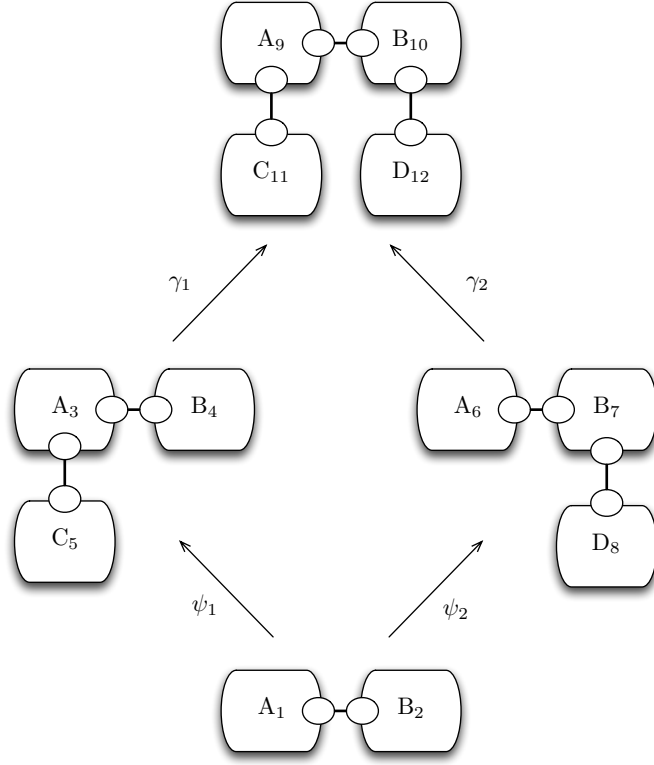 A₉ B₁₀
C₁₁ D₁₂
γ₁ γ₂
A₃ B₄ A₆ B₇
C₅ D₈
ψ₁ ψ₂
A₁ B₂